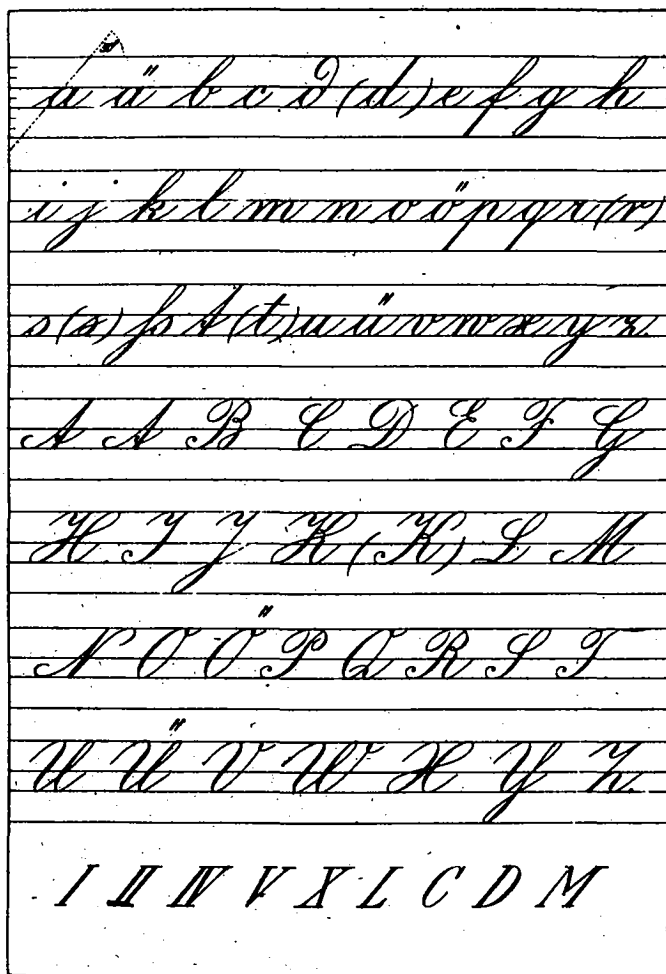 a ä b c d (d) e f g h
i j k l m n o ö p q r (r)
s (s) ſs t (t) u ü v w x y z
A A B C D E F G
H I J K (K) L M
N O Ö P Q R S T
U Ü V W X Y Z
I II IV V X L C D M